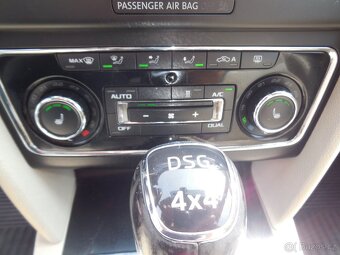 PASSENGER AIR BAG
MAX
A
AUTO
A/C
OFF
- +
DUAL
DSG
4x4